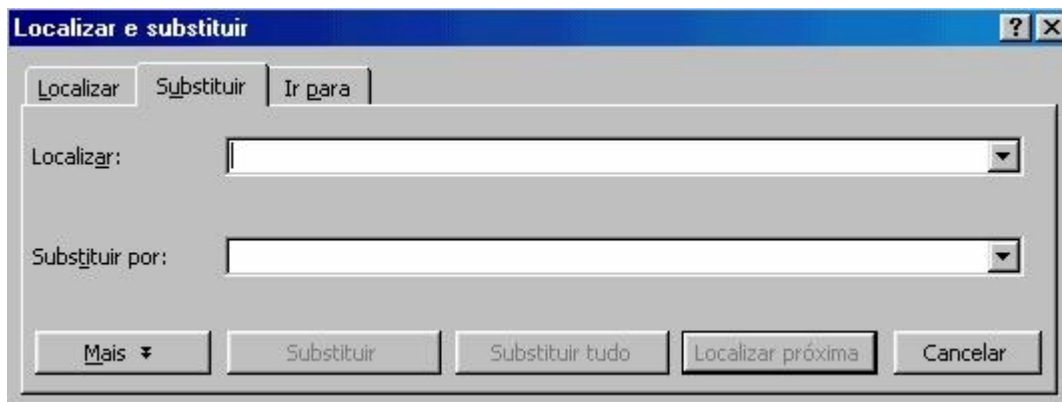 Localizar e substituir
Localizar Substituir Ir para
Localizar:
Substituir por:
Mais Substituir Substituir tudo Localizar próxima Cancelar